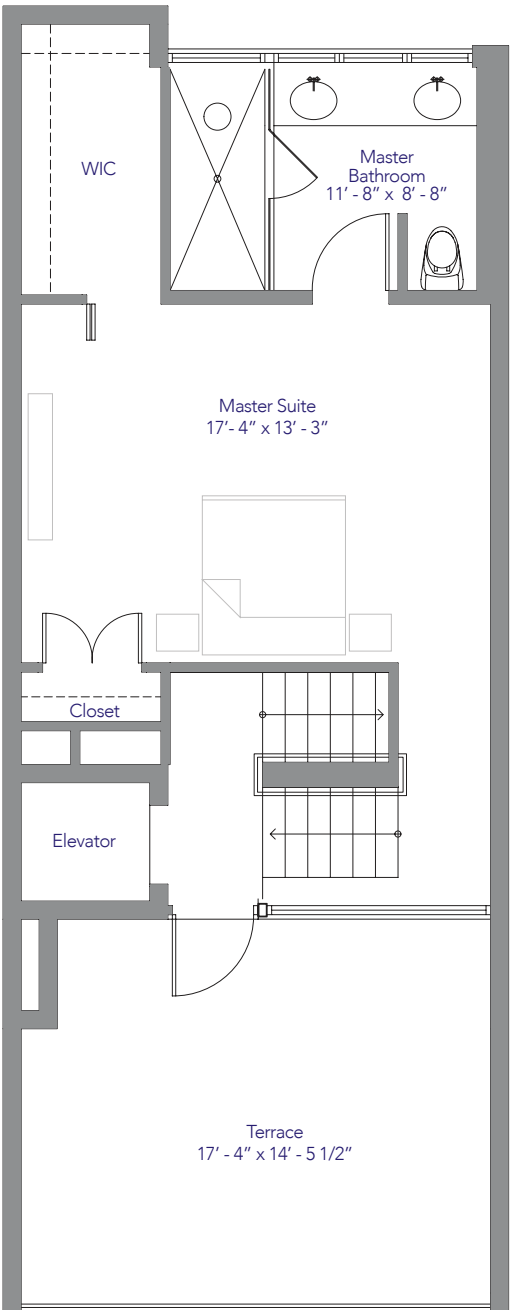 WIC
Master
Bathroom
11’ - 8” x  8’ - 8”
Master Suite
17’- 4” x 13’ - 3”
Closet
Elevator
Terrace
17’ - 4” x 14’ - 5 1/2”